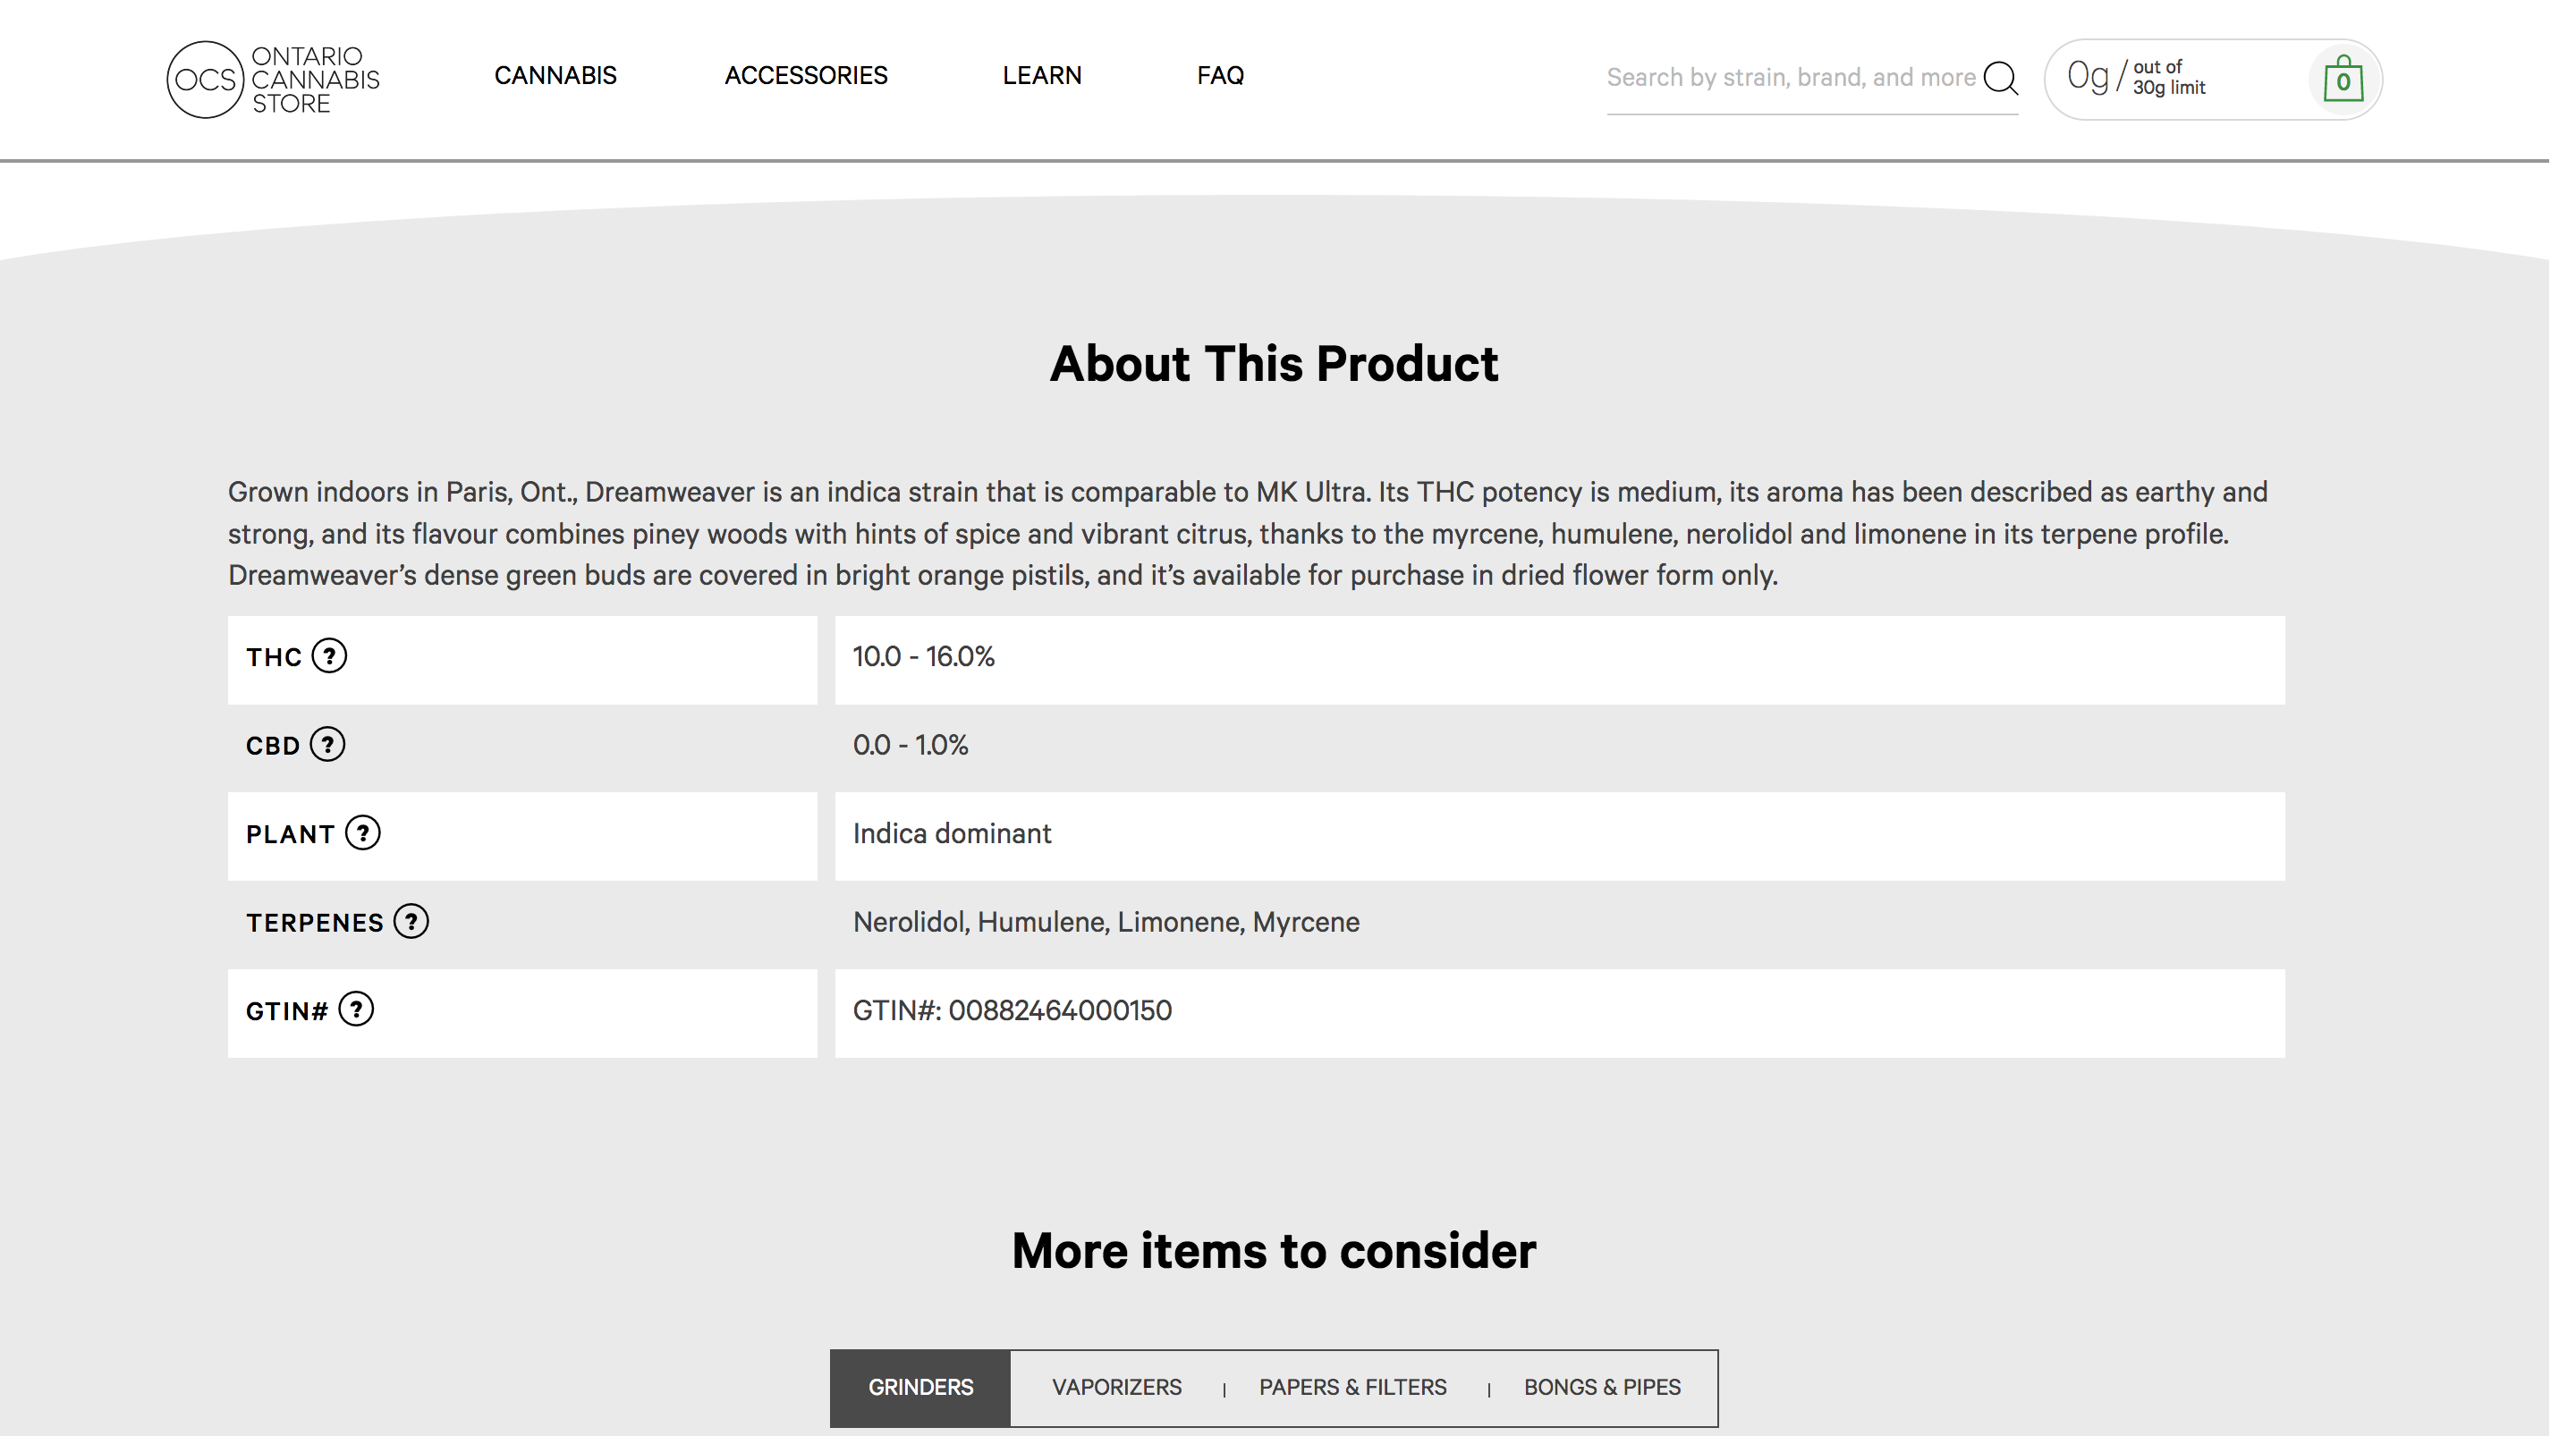 OCS
ONTARIO
CANNABIS
STORE
CANNABIS
ACCESSORIES
LEARN
FAQ
Search by strain, brand, and more
0g / out of
30g limit
0
About This Product
Grown indoors in Paris, Ont., Dreamweaver is an indica strain that is comparable to MK Ultra. Its THC potency is medium, its aroma has been described as earthy and
strong, and its flavour combines piney woods with hints of spice and vibrant citrus, thanks to the myrcene, humulene, nerolidol and limonene in its terpene profile.
Dreamweaver’s dense green buds are covered in bright orange pistils, and it’s available for purchase in dried flower form only.
THC ? 10.0 - 16.0%
CBD ? 0.0 - 1.0%
PLANT ? Indica dominant
TERPENES ? Nerolidol, Humulene, Limonene, Myrcene
GTIN# ? GTIN#: 00882464000150
More items to consider
GRINDERS VAPORIZERS | PAPERS & FILTERS | BONGS & PIPES